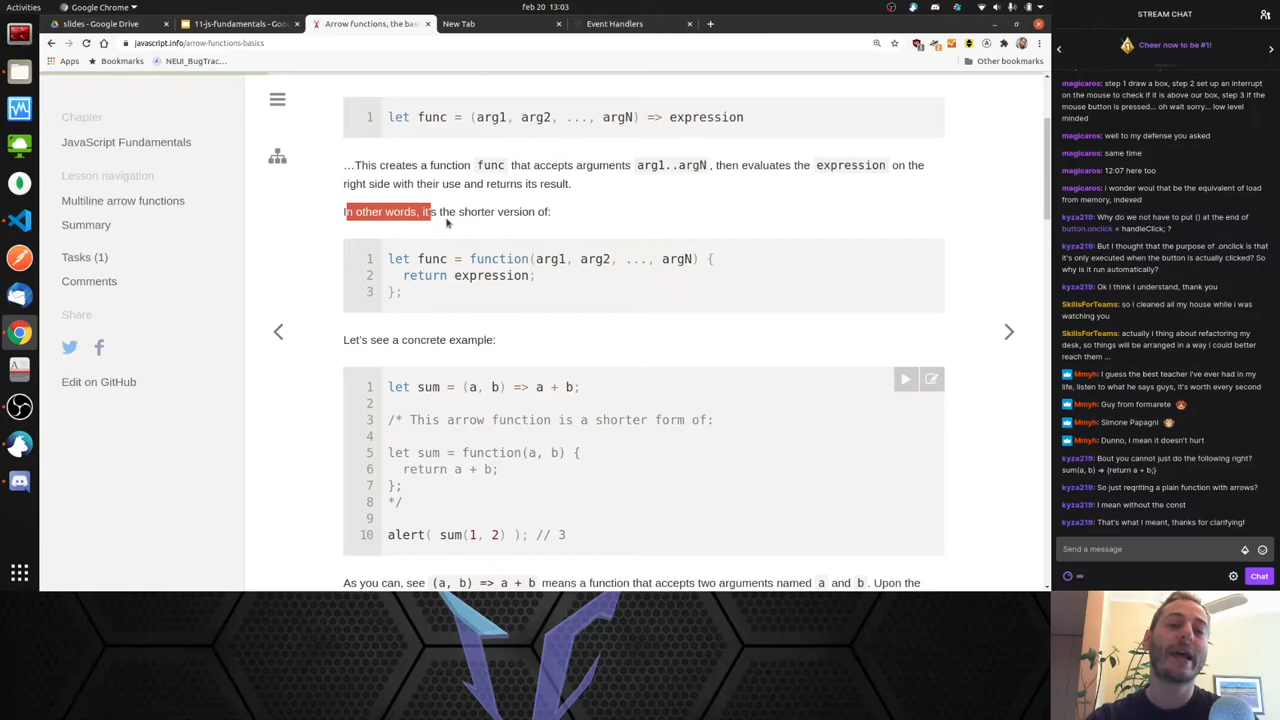 Activities
feb 20 13:03
slides - Google Drive
11-js-fundamentals - Goo
Arrow functions, the bas
New Tab
Event Handlers
javascript.info/arrow-functions-basics
Apps
Bookmarks
NEUI_BugTrac...
Other bookmarks
Chapter
JavaScript Fundamentals
Lesson navigation
Multiline arrow functions
Summary
Tasks (1)
Comments
Share
Edit on GitHub
1 let func = (arg1, arg2, ..., argN) => expression
…This creates a function func that accepts arguments arg1..argN, then evaluates the expression on the
right side with their use and returns its result.
In other words, it's the shorter version of:
1 let func = function(arg1, arg2, ..., argN) {
2 return expression;
3 };
Let's see a concrete example:
1 let sum = (a, b) => a + b;
2
3 /* This arrow function is a shorter form of:
4
5 let sum = function(a, b) {
6 return a + b;
7 };
8 */
9
10 alert( sum(1, 2) ); // 3
As you can, see (a, b) => a + b means a function that accepts two arguments named a and b. Upon the
STREAM CHAT
Cheer now to be #1!
magicaros: step 1 draw a box, step 2 set up an interrupt
on the mouse to check if it is above our box, step 3 if the
mouse button is pressed... oh wait sorry... low level
minded
magicaros: well to my defense you asked
magicaros: same time
magicaros: 12:07 here too
magicaros: i wonder woul that be the equivalent of load
from memory, indexed
kyza219: Why do we not have to put () at the end of
button.onclick = handleClick; ?
kyza219: But I thought that the purpose of .onclick is that
it's only executed when the button is actually clicked? So
why is it run automatically?
kyza219: Ok I think I understand, thank you
SkillsForTeams: so I cleaned all my house while i was
watching you
SkillsForTeams: actually I thing about refactoring my
desk, so things will be arranged in a way i could better
reach them ...
Mmyh: I guess the best teacher i've ever had in my
life, listen to what he says guys, it's worth every second
Mmyh: Guy from formarete
Mmyh: Simone Papagni
Mmyh: Dunno, i mean it doesn't hurt
kyza219: Bout you cannot just do the following right?
sum(a, b) => {return a + b;}
kyza219: So just reqriting a plain function with arrows?
kyza219: I mean without the const
kyza219: That's what I meant, thanks for clarifying!
Send a message
Chat